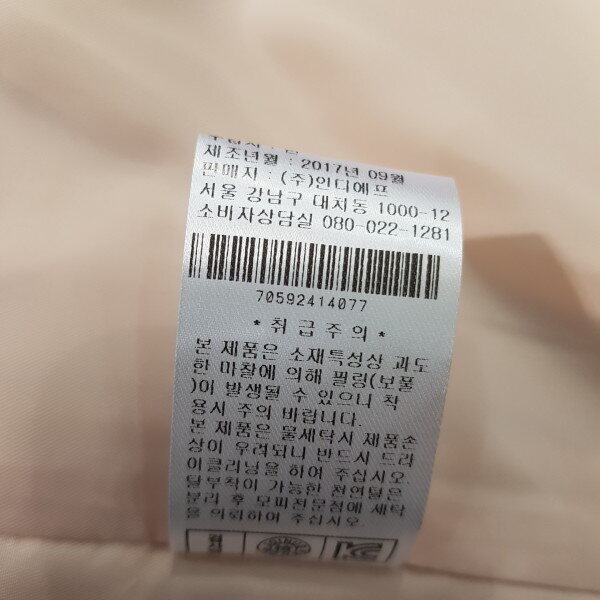 제조년월 : 2017년 09월
판매자 : (주)인디에프
서울 강남구 대치동 1000-12
소비자상담실 080-022-1281
70592414077
* 취급주의 *
본 제품은 소재특성상 과도
한 마찰에 의해 필링(보풀
)이 발생될 수 있으니 착
용시 주의 바랍니다.
본 제품은 물세탁시 제품손
상이 우려되니 반드시 드라
이클리닝을 하여 주십시오.
탈부착이 가능한 천연털은
분리 후 모피전문점에 세탁
을 의뢰하여 주십시오